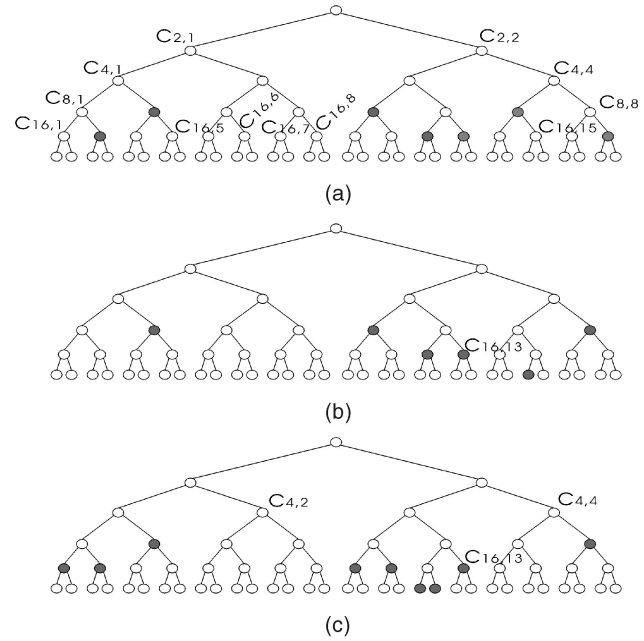 C2,1 C2,2
C4,1 C4,4
C8,1 C16,6 C16,8 C8,8
C16,1 C16,5 C16,7 C16,15
(a)
C16,13
(b)
C4,2 C4,4
C16,13
(c)